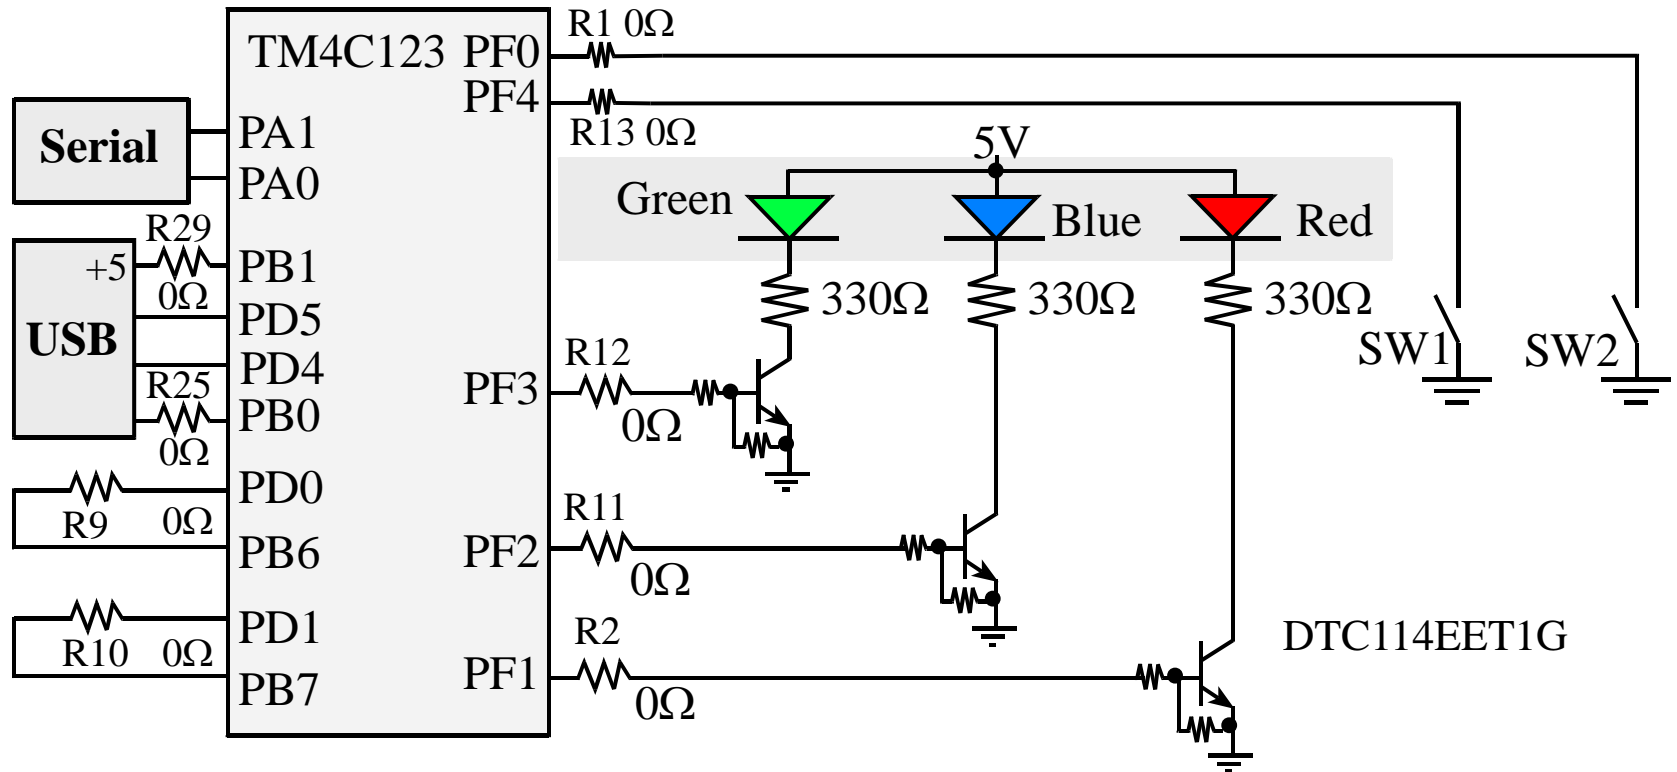 R1 0Ω
TM4C123 PF0
PF4
R13 0Ω
Serial
PA1
PA0
5V
Green
Blue
Red
R29
+5
0Ω
PB1
330Ω
330Ω
330Ω
USB
PD5
PD4
R25
PB0
0Ω
SW1
SW2
R12
PF3
0Ω
PD0
R9
0Ω
PB6
R11
PF2
0Ω
PD1
R10
0Ω
PB7
R2
PF1
0Ω
DTC114EET1G